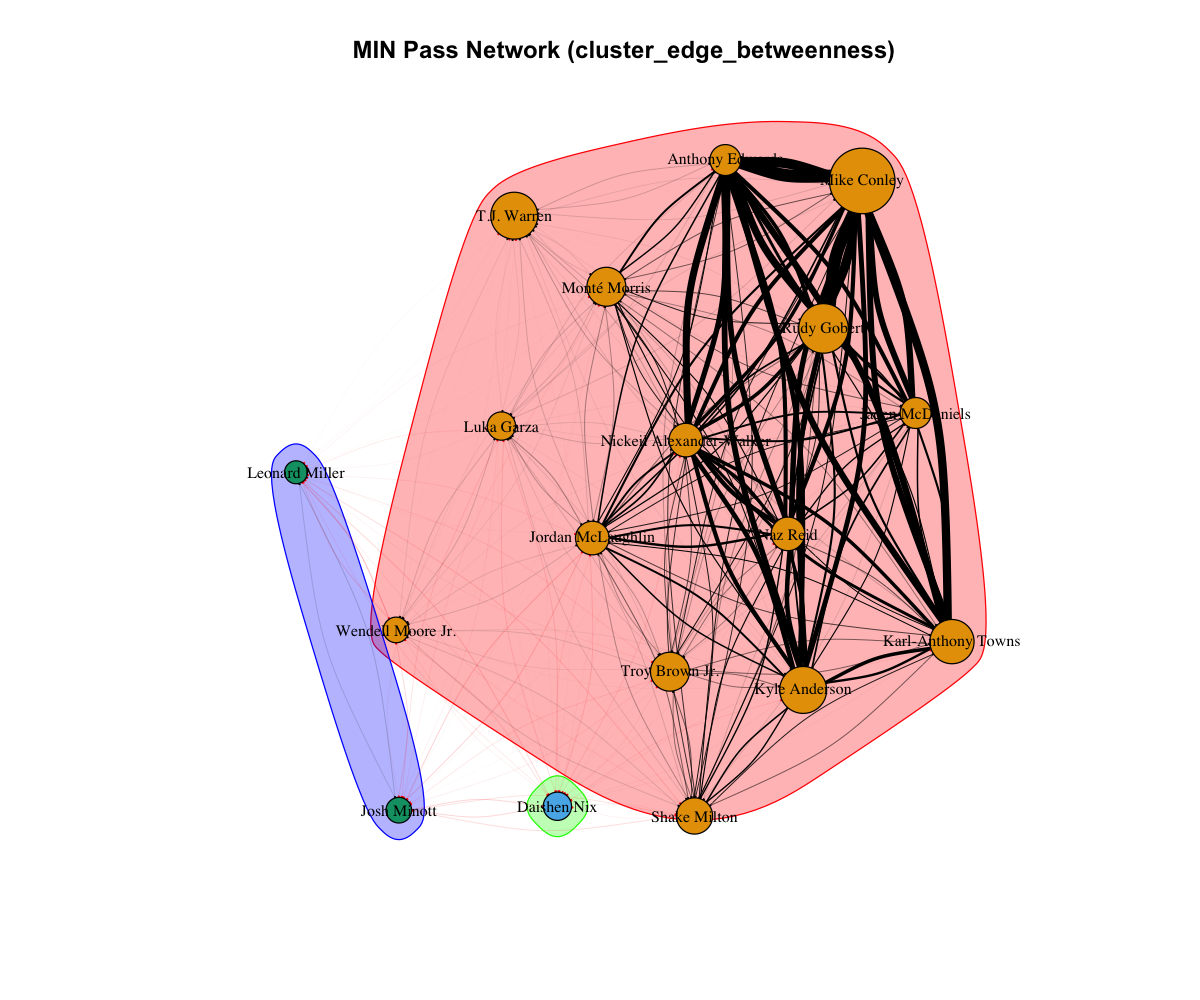 MIN Pass Network (cluster_edge_betweenness)
Anthony Edwards
Mike Conley
T.J. Warren
Monté Morris
Rudy Gobert
Jaden McDaniels
Luka Garza
Nickeil Alexander-Walker
Leonard Miller
Jordan McLaughlin
Naz Reid
Wendell Moore Jr.
Karl-Anthony Towns
Troy Brown Jr.
Kyle Anderson
Josh Minott
Daishen Nix
Shake Milton